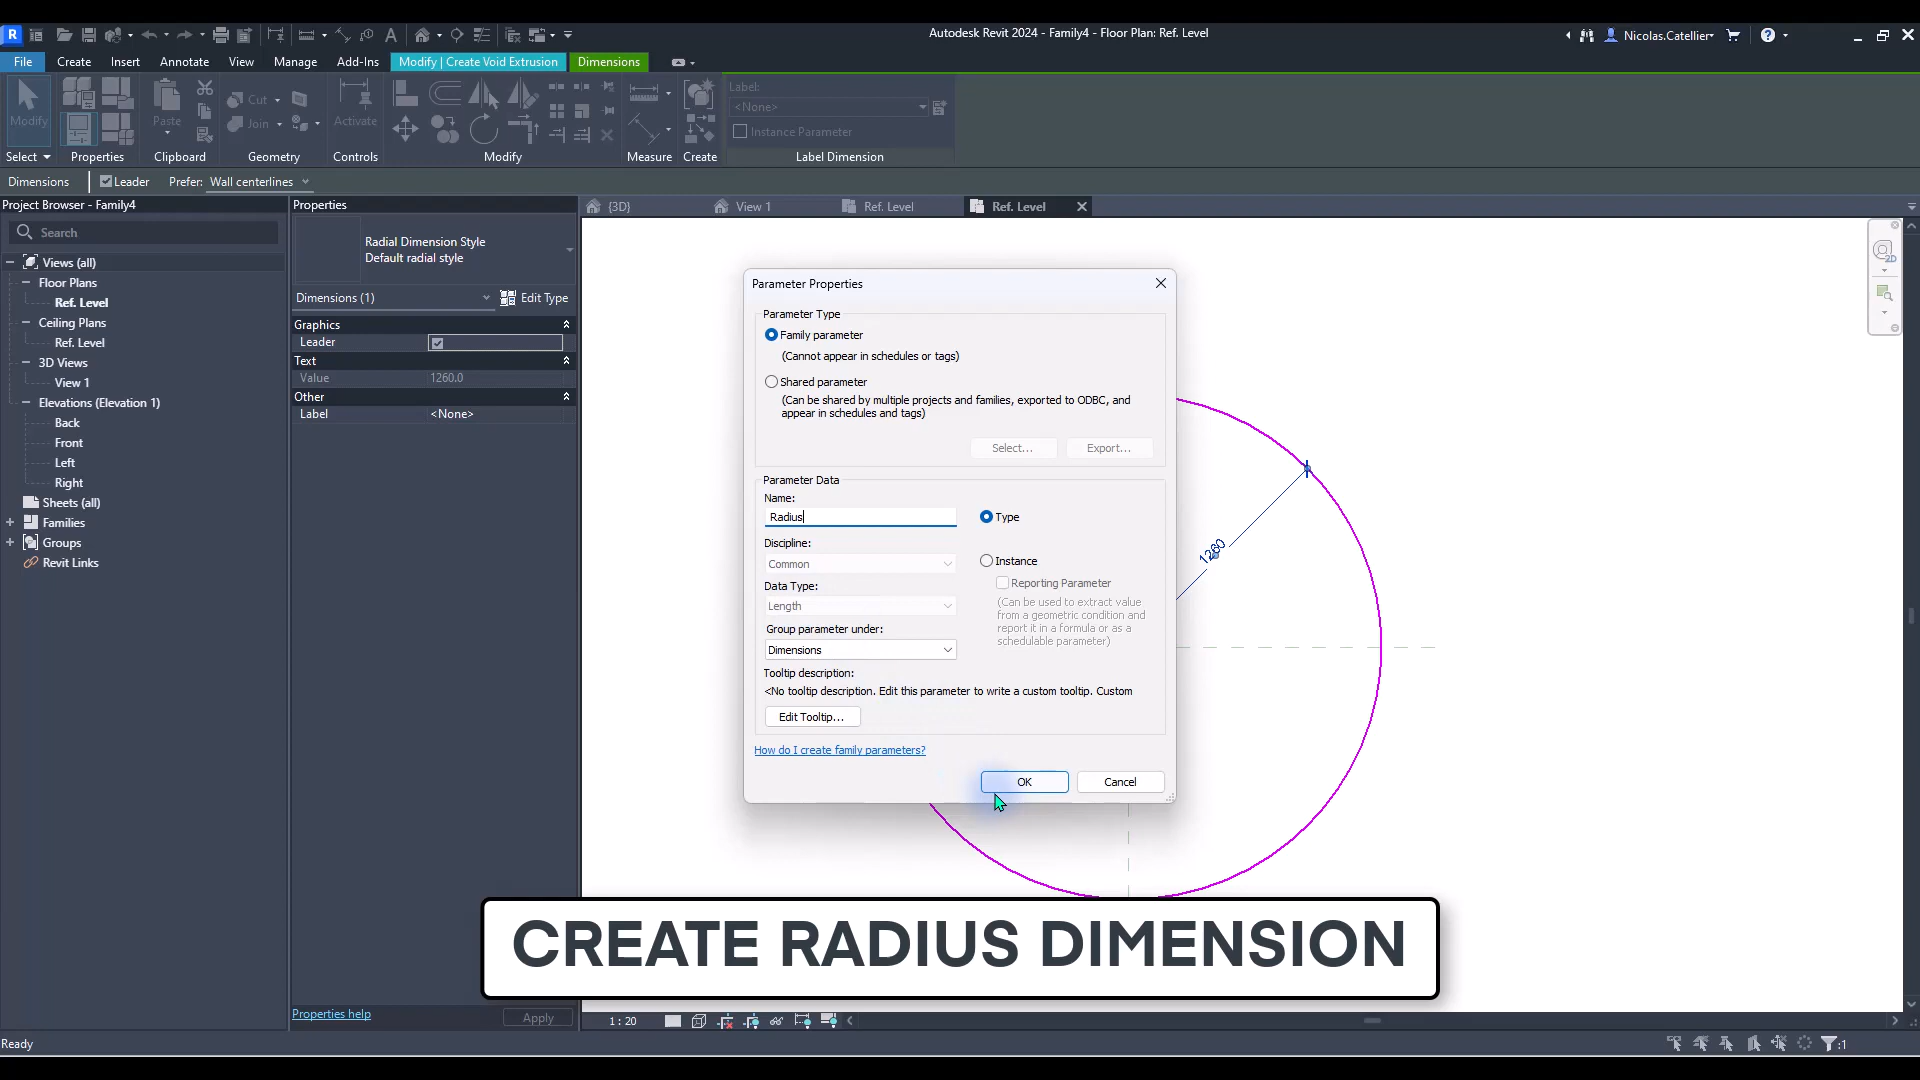 R
A
Autodesk Revit 2024 - Family4 - Floor Plan: Ref. Level
Nicolas.Catellier
?
File
Create
Insert
Annotate
View
Manage
Add-Ins
Modify | Create Void Extrusion
Dimensions
Modify
Paste
Cut
Join
Activate
Label:
<None>
Instance Parameter
Select
Properties
Clipboard
Geometry
Controls
Modify
Measure
Create
Label Dimension
Dimensions
Leader
Prefer:
Wall centerlines
Project Browser - Family4
Search
Views (all)
Floor Plans
Ref. Level
Ceiling Plans
Ref. Level
3D Views
View 1
Elevations (Elevation 1)
Back
Front
Left
Right
Sheets (all)
Families
Groups
Revit Links
Properties
Radial Dimension Style
Default radial style
Dimensions (1)
Edit Type
Graphics
Leader
Text
Value 1260.0
Other
Label <None>
Properties help
Apply
{3D}
View 1
Ref. Level
Ref. Level
2D
Parameter Properties
Parameter Type
Family parameter
(Cannot appear in schedules or tags)
Shared parameter
(Can be shared by multiple projects and families, exported to ODBC, and
appear in schedules and tags)
Select...
Export...
Parameter Data
Name:
Radius
Type
Discipline:
Common
Instance
Data Type:
Reporting Parameter
Length
(Can be used to extract value
from a geometric condition and
report it in a formula or as a
schedulable parameter)
Group parameter under:
Dimensions
Tooltip description:
<No tooltip description. Edit this parameter to write a custom tooltip. Custom
Edit Tooltip...
How do I create family parameters?
OK
Cancel
1260
CREATE RADIUS DIMENSION
1 : 20
Ready
:1